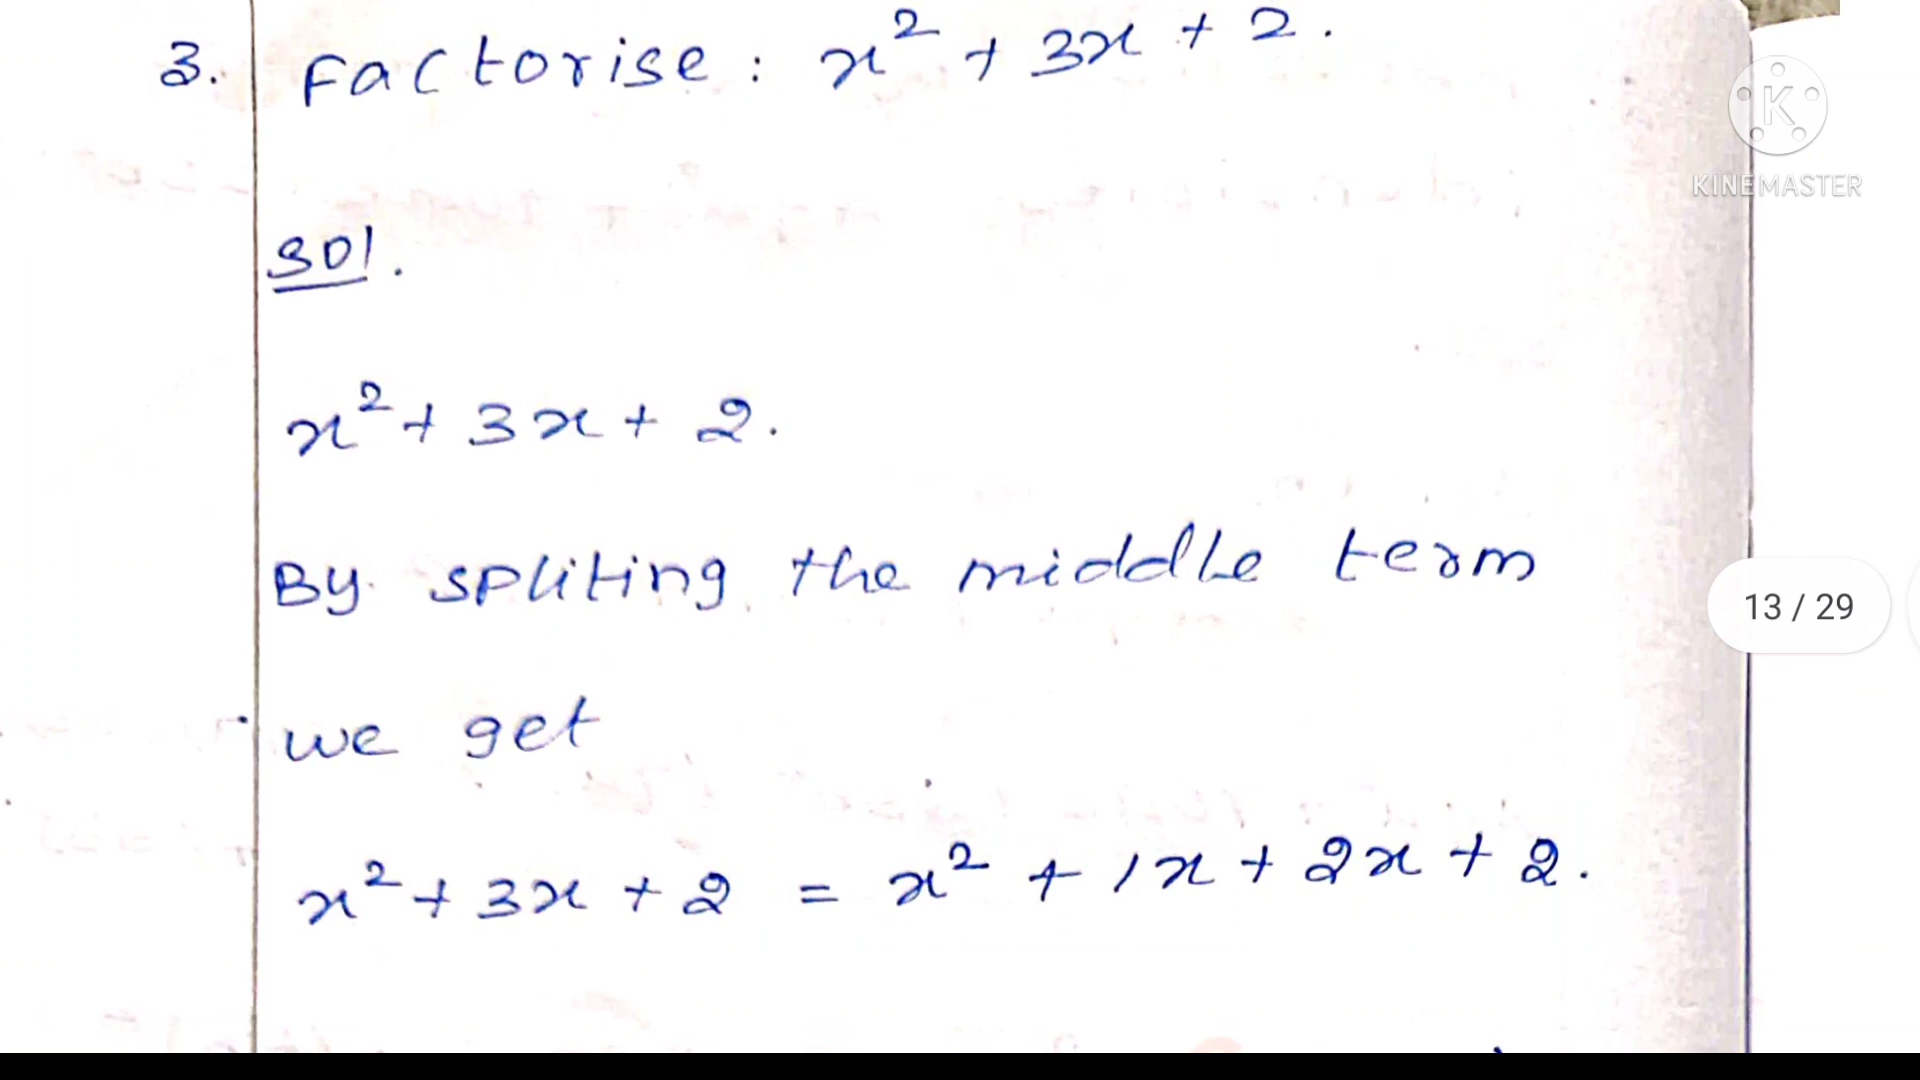 3. Factorise : x² + 3x + 2.
KINEMASTER
Sol.
x² + 3x + 2.
By spliting the middle term
13 / 29
we get
x² + 3x + 2 = x² + 1x + 2x + 2.